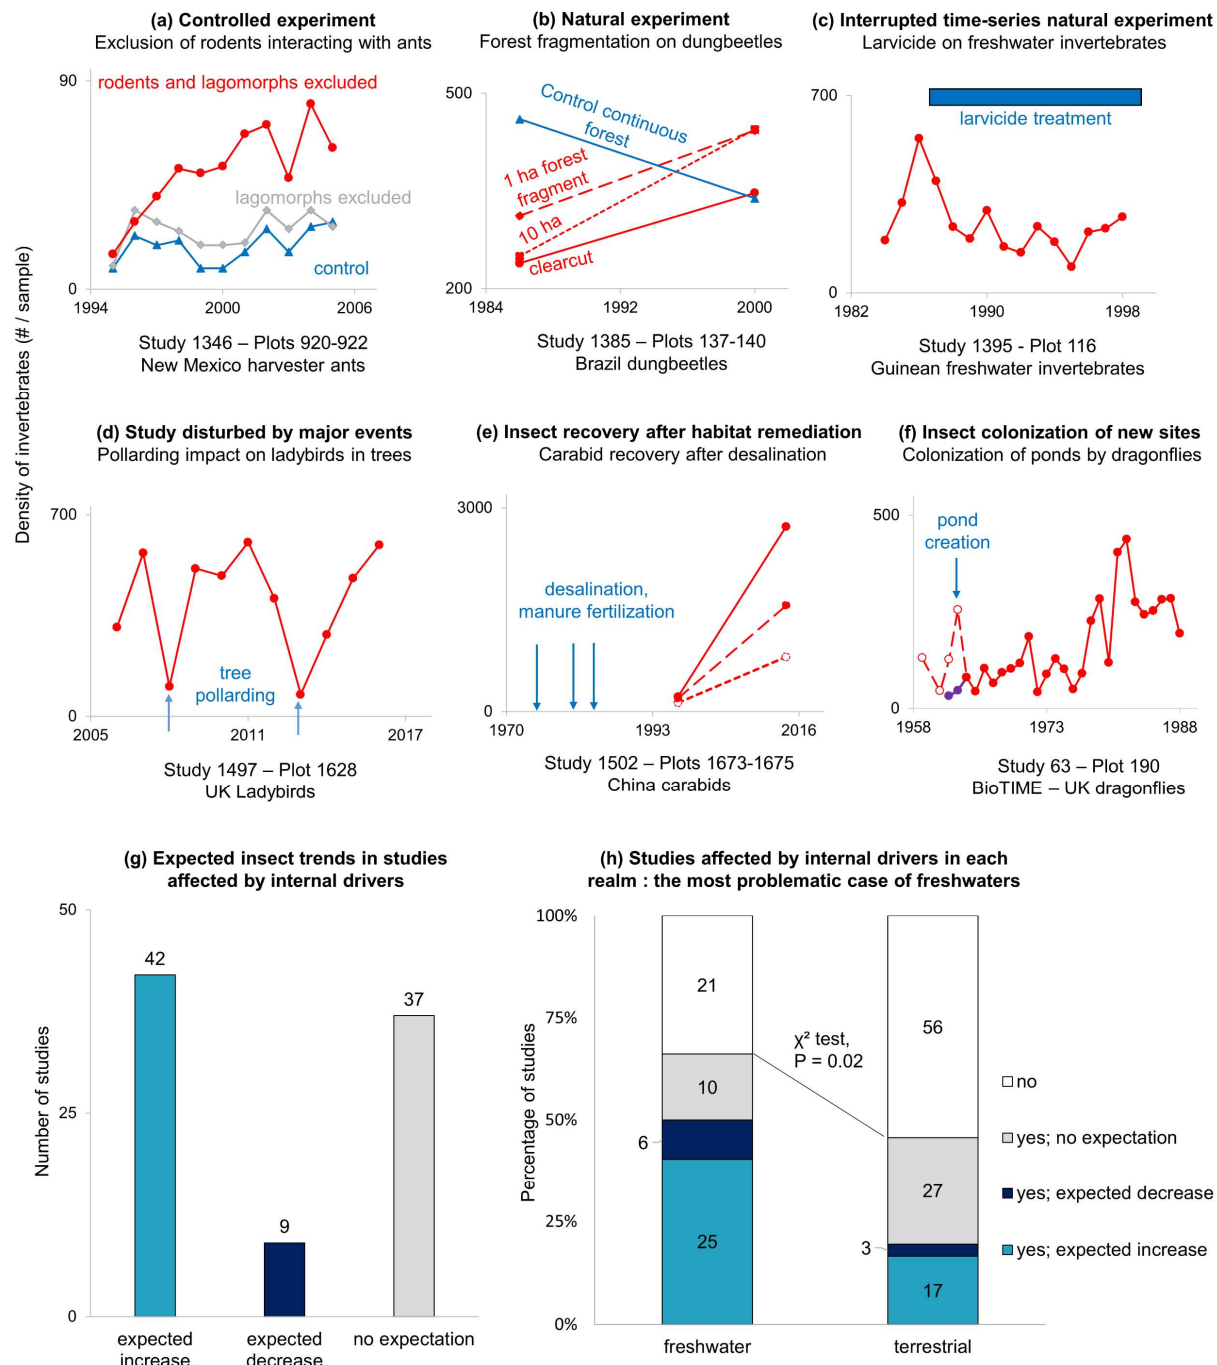 (a) Controlled experiment
Exclusion of rodents interacting with ants
90
rodents and lagomorphs excluded
lagomorphs excluded
control
0
1994
2000
2006
Study 1346 – Plots 920-922
New Mexico harvester ants
(b) Natural experiment
Forest fragmentation on dungbeetles
500
Control continuous
forest
1 ha forest
fragment
10 ha
clearcut
200
1984
1992
2000
Study 1385 – Plots 137-140
Brazil dungbeetles
(c) Interrupted time-series natural experiment
Larvicide on freshwater invertebrates
700
larvicide treatment
0
1982
1990
1998
Study 1395 - Plot 116
Guinean freshwater invertebrates
Density of invertebrates (# / sample)
(d) Study disturbed by major events
Pollarding impact on ladybirds in trees
700
tree
pollarding
0
2005
2011
2017
Study 1497 – Plot 1628
UK Ladybirds
(e) Insect recovery after habitat remediation
Carabid recovery after desalination
3000
desalination,
manure fertilization
0
1970
1993
2016
Study 1502 – Plots 1673-1675
China carabids
(f) Insect colonization of new sites
Colonization of ponds by dragonflies
500
pond
creation
0
1958
1973
1988
Study 63 – Plot 190
BioTIME – UK dragonflies
(g) Expected insect trends in studies
affected by internal drivers
Number of studies
50
25
0
42
9
37
expected
increase
expected
decrease
no expectation
(h) Studies affected by internal drivers in each
realm : the most problematic case of freshwaters
Percentage of studies
100%
75%
50%
25%
0%
21
10
6
25
χ² test,
P = 0.02
56
27
3
17
freshwater
terrestrial
no
yes; no expectation
yes; expected decrease
yes; expected increase